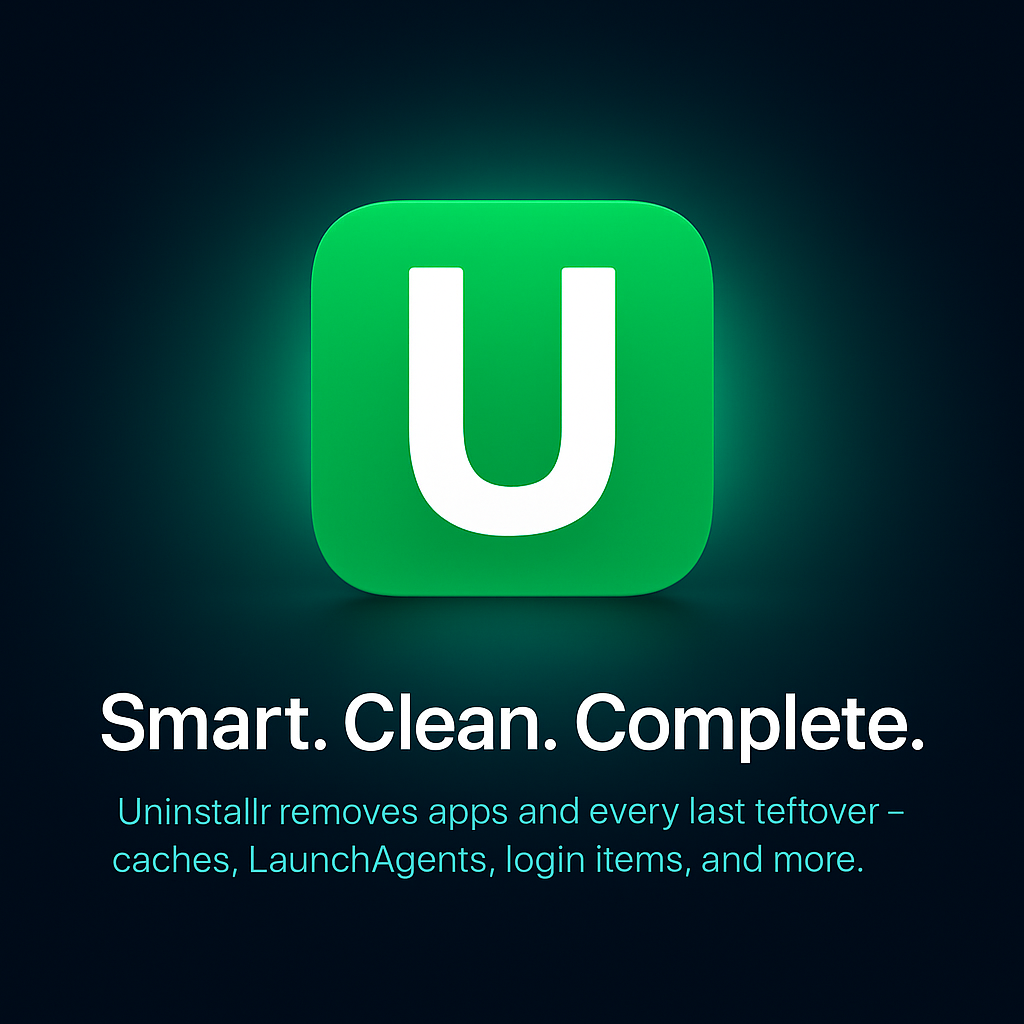 U
Smart. Clean. Complete.
Uninstallr removes apps and every last teftover –
caches, LaunchAgents, login items, and more.